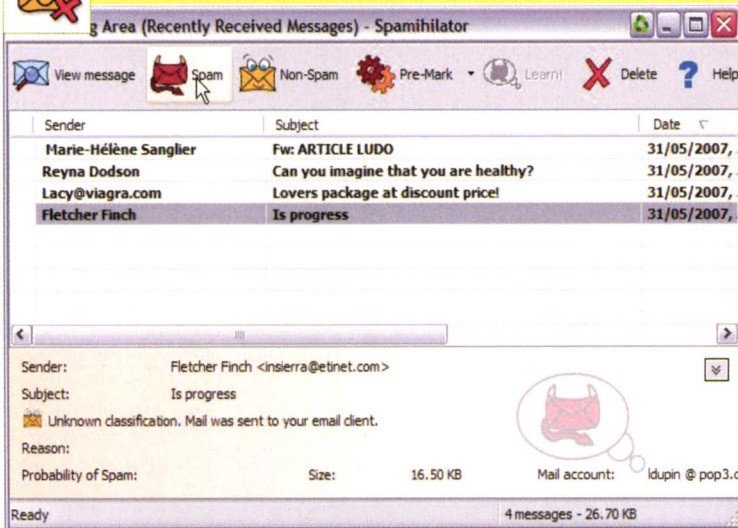 g Area (Recently Received Messages) - Spamihilator
View message Spam Non-Spam Pre-Mark Learn! Delete Help
Sender Subject Date
Marie-Hélène Sanglier Fw: ARTICLE LUDO 31/05/2007, .
Reyna Dodson Can you imagine that you are healthy? 31/05/2007, .
Lacy@viagra.com Lovers package at discount price! 31/05/2007, .
Fletcher Finch Is progress 31/05/2007, .
Sender: Fletcher Finch <insierra@etinet.com>
Subject: Is progress
Unknown classification. Mail was sent to your email client.
Reason:
Probability of Spam: Size: 16.50 KB Mail account: ldupin @ pop3.c
Ready 4 messages - 26.70 KB